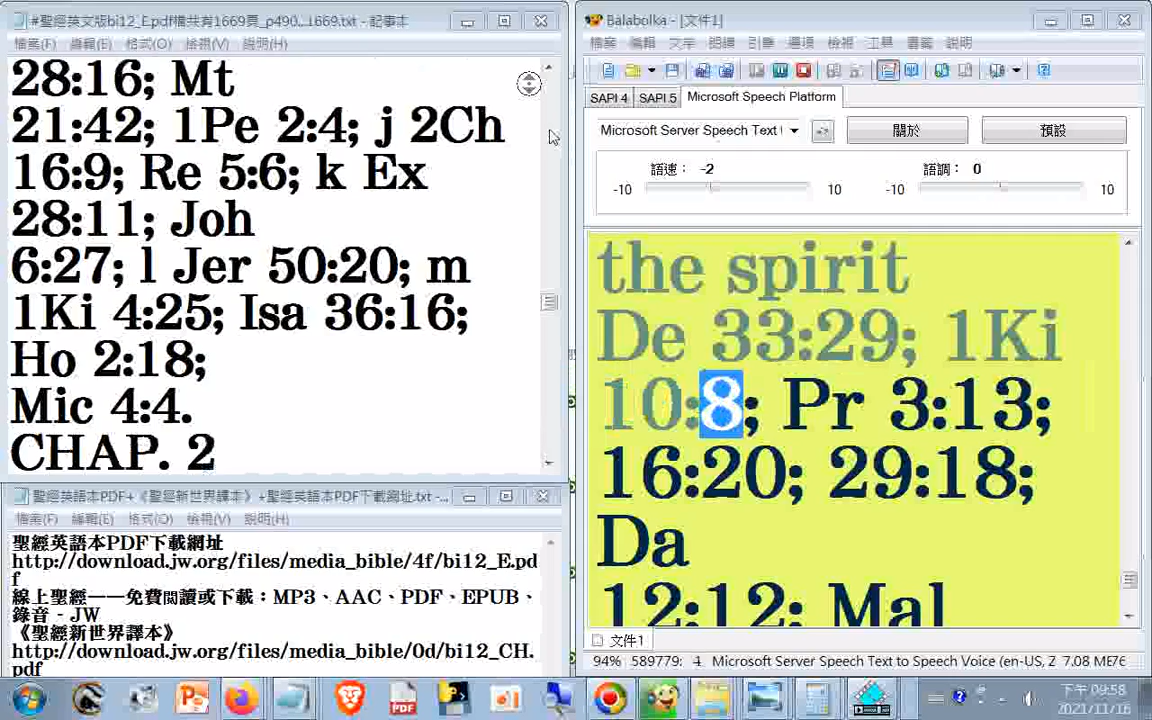 #聖經英文版bi12_E.pdf檔共有1669頁_p490...1669.txt - 記事本
檔案(F) 編輯(E) 格式(O) 檢視(V) 說明(H)
28:16; Mt
21:42; 1Pe 2:4; j 2Ch
16:9; Re 5:6; k Ex
28:11; Joh
6:27; l Jer 50:20; m
1Ki 4:25; Isa 36:16;
Ho 2:18;
Mic 4:4.
CHAP. 2
聖經英語本PDF+《聖經新世界譯本》+聖經英語本PDF下載網址.txt - ...
檔案(F) 編輯(E) 格式(O) 檢視(V) 說明(H)
聖經英語本PDF下載網址
http://download.jw.org/files/media_bible/4f/bi12_E.pd
f
線上聖經──免費閱讀或下載：MP3、AAC、PDF、EPUB、
錄音 - JW
《聖經新世界譯本》
http://download.jw.org/files/media_bible/0d/bi12_CH.
pdf
Balabolka - [文件1]
檔案 編輯 文字 朗讀 引擎 選項 檢視 工具 書籤 說明
SAPI 4 SAPI 5 Microsoft Speech Platform
Microsoft Server Speech Text 關於 預設
語速： -2 語調： 0
-10 10 -10 10
the spirit
De 33:29; 1Ki
10:8; Pr 3:13;
16:20; 29:18;
Da
12:12; Mal
文件1
94% 589779: 4 Microsoft Server Speech Text to Speech Voice (en-US, Z 7.08 МБ
下午 09:58
2021/11/16